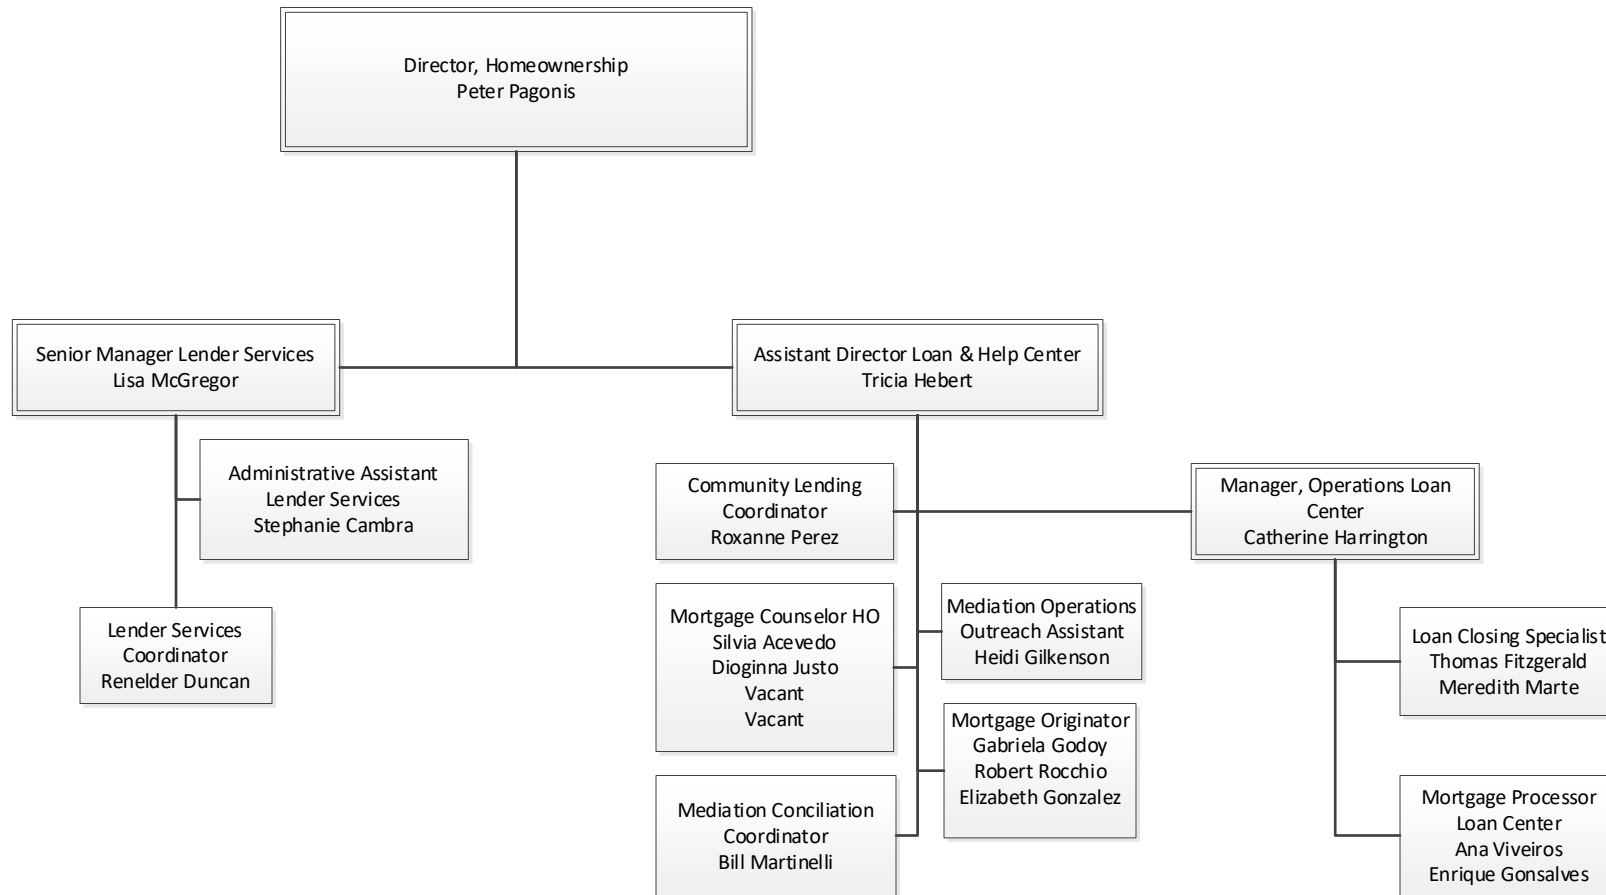 Director, Homeownership
Peter Pagonis
Senior Manager Lender Services
Lisa McGregor
Assistant Director Loan & Help Center
Tricia Hebert
Administrative Assistant
Lender Services
Stephanie Cambra
Lender Services
Coordinator
Renelder Duncan
Community Lending
Coordinator
Roxanne Perez
Manager, Operations Loan
Center
Catherine Harrington
Mortgage Counselor HO
Silvia Acevedo
Dioginna Justo
Vacant
Vacant
Mediation Operations
Outreach Assistant
Heidi Gilkenson
Mortgage Originator
Gabriela Godoy
Robert Rocchio
Elizabeth Gonzalez
Mediation Conciliation
Coordinator
Bill Martinelli
Loan Closing Specialist
Thomas Fitzgerald
Meredith Marte
Mortgage Processor
Loan Center
Ana Viveiros
Enrique Gonsalves